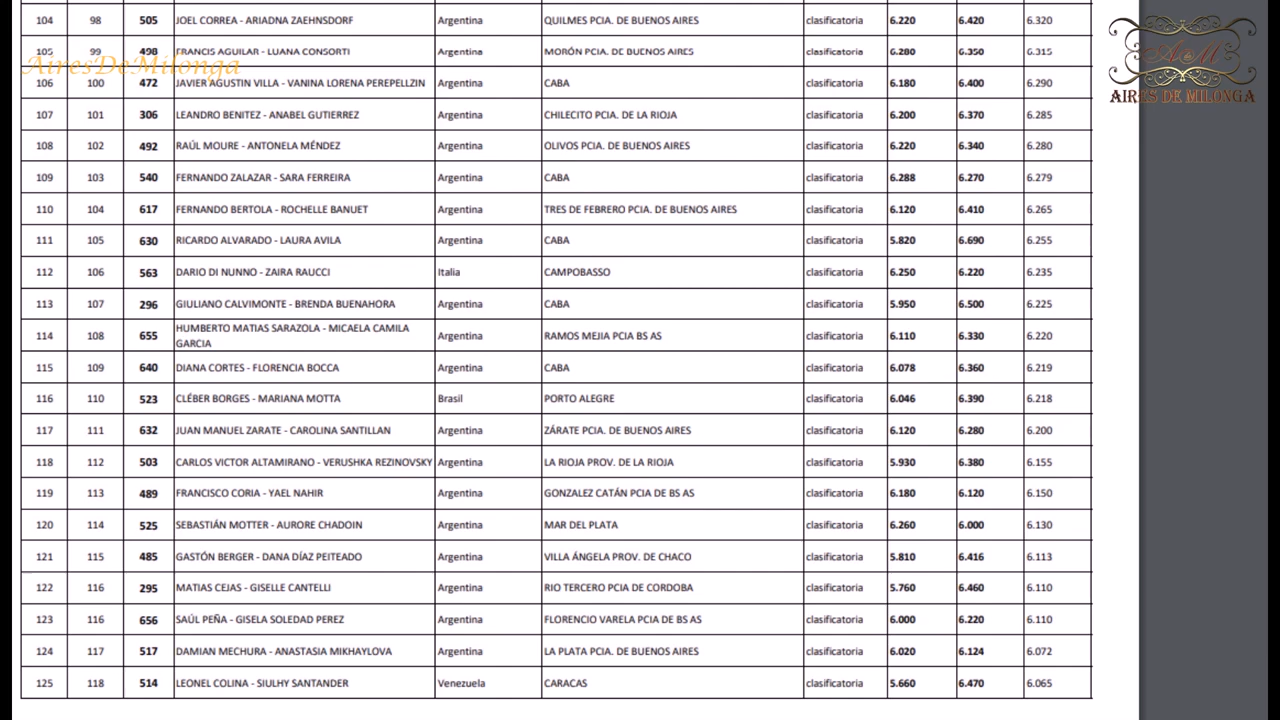 104 98 505 JOEL CORREA - ARIADNA ZAEHNSDORF Argentina QUILMES PCIA. DE BUENOS AIRES clasificatoria 6.220 6.420 6.320
105 99 498 FRANCIS AGUILAR - LUANA CONSORTI Argentina MORÓN PCIA. DE BUENOS AIRES clasificatoria 6.280 6.350 6.315
AiresDeMilonga
A&M
AIRES DE MILONGA
106 100 472 JAVIER AGUSTIN VILLA - VANINA LORENA PEREPELLZIN Argentina CABA clasificatoria 6.180 6.400 6.290
107 101 306 LEANDRO BENITEZ - ANABEL GUTIERREZ Argentina CHILECITO PCIA. DE LA RIOJA clasificatoria 6.200 6.370 6.285
108 102 492 RAÚL MOURE - ANTONELA MÉNDEZ Argentina OLIVOS PCIA. DE BUENOS AIRES clasificatoria 6.220 6.340 6.280
109 103 540 FERNANDO ZALAZAR - SARA FERREIRA Argentina CABA clasificatoria 6.288 6.270 6.279
110 104 617 FERNANDO BERTOLA - ROCHELLE BANUET Argentina TRES DE FEBRERO PCIA. DE BUENOS AIRES clasificatoria 6.120 6.410 6.265
111 105 630 RICARDO ALVARADO - LAURA AVILA Argentina CABA clasificatoria 5.820 6.690 6.255
112 106 563 DARIO DI NUNNO - ZAIRA RAUCCI Italia CAMPOBASSO clasificatoria 6.250 6.220 6.235
113 107 296 GIULIANO CALVIMONTE - BRENDA BUENAHORA Argentina CABA clasificatoria 5.950 6.500 6.225
114 108 655 HUMBERTO MATIAS SARAZOLA - MICAELA CAMILA
GARCIA Argentina RAMOS MEJIA PCIA BS AS clasificatoria 6.110 6.330 6.220
115 109 640 DIANA CORTES - FLORENCIA BOCCA Argentina CABA clasificatoria 6.078 6.360 6.219
116 110 523 CLÉBER BORGES - MARIANA MOTTA Brasil PORTO ALEGRE clasificatoria 6.046 6.390 6.218
117 111 632 JUAN MANUEL ZARATE - CAROLINA SANTILLAN Argentina ZÁRATE PCIA. DE BUENOS AIRES clasificatoria 6.120 6.280 6.200
118 112 503 CARLOS VICTOR ALTAMIRANO - VERUSHKA REZINOVSKY Argentina LA RIOJA PROV. DE LA RIOJA clasificatoria 5.930 6.380 6.155
119 113 489 FRANCISCO CORIA - YAEL NAHIR Argentina GONZALEZ CATÁN PCIA DE BS AS clasificatoria 6.180 6.120 6.150
120 114 525 SEBASTIÁN MOTTER - AURORE CHADOIN Argentina MAR DEL PLATA clasificatoria 6.260 6.000 6.130
121 115 485 GASTÓN BERGER - DANA DÍAZ PEITEADO Argentina VILLA ÁNGELA PROV. DE CHACO clasificatoria 5.810 6.416 6.113
122 116 295 MATIAS CEJAS - GISELLE CANTELLI Argentina RIO TERCERO PCIA DE CORDOBA clasificatoria 5.760 6.460 6.110
123 116 656 SAÚL PEÑA - GISELA SOLEDAD PEREZ Argentina FLORENCIO VARELA PCIA DE BS AS clasificatoria 6.000 6.220 6.110
124 117 517 DAMIAN MECHURA - ANASTASIA MIKHAYLOVA Argentina LA PLATA PCIA. DE BUENOS AIRES clasificatoria 6.020 6.124 6.072
125 118 514 LEONEL COLINA - SIULHY SANTANDER Venezuela CARACAS clasificatoria 5.660 6.470 6.065